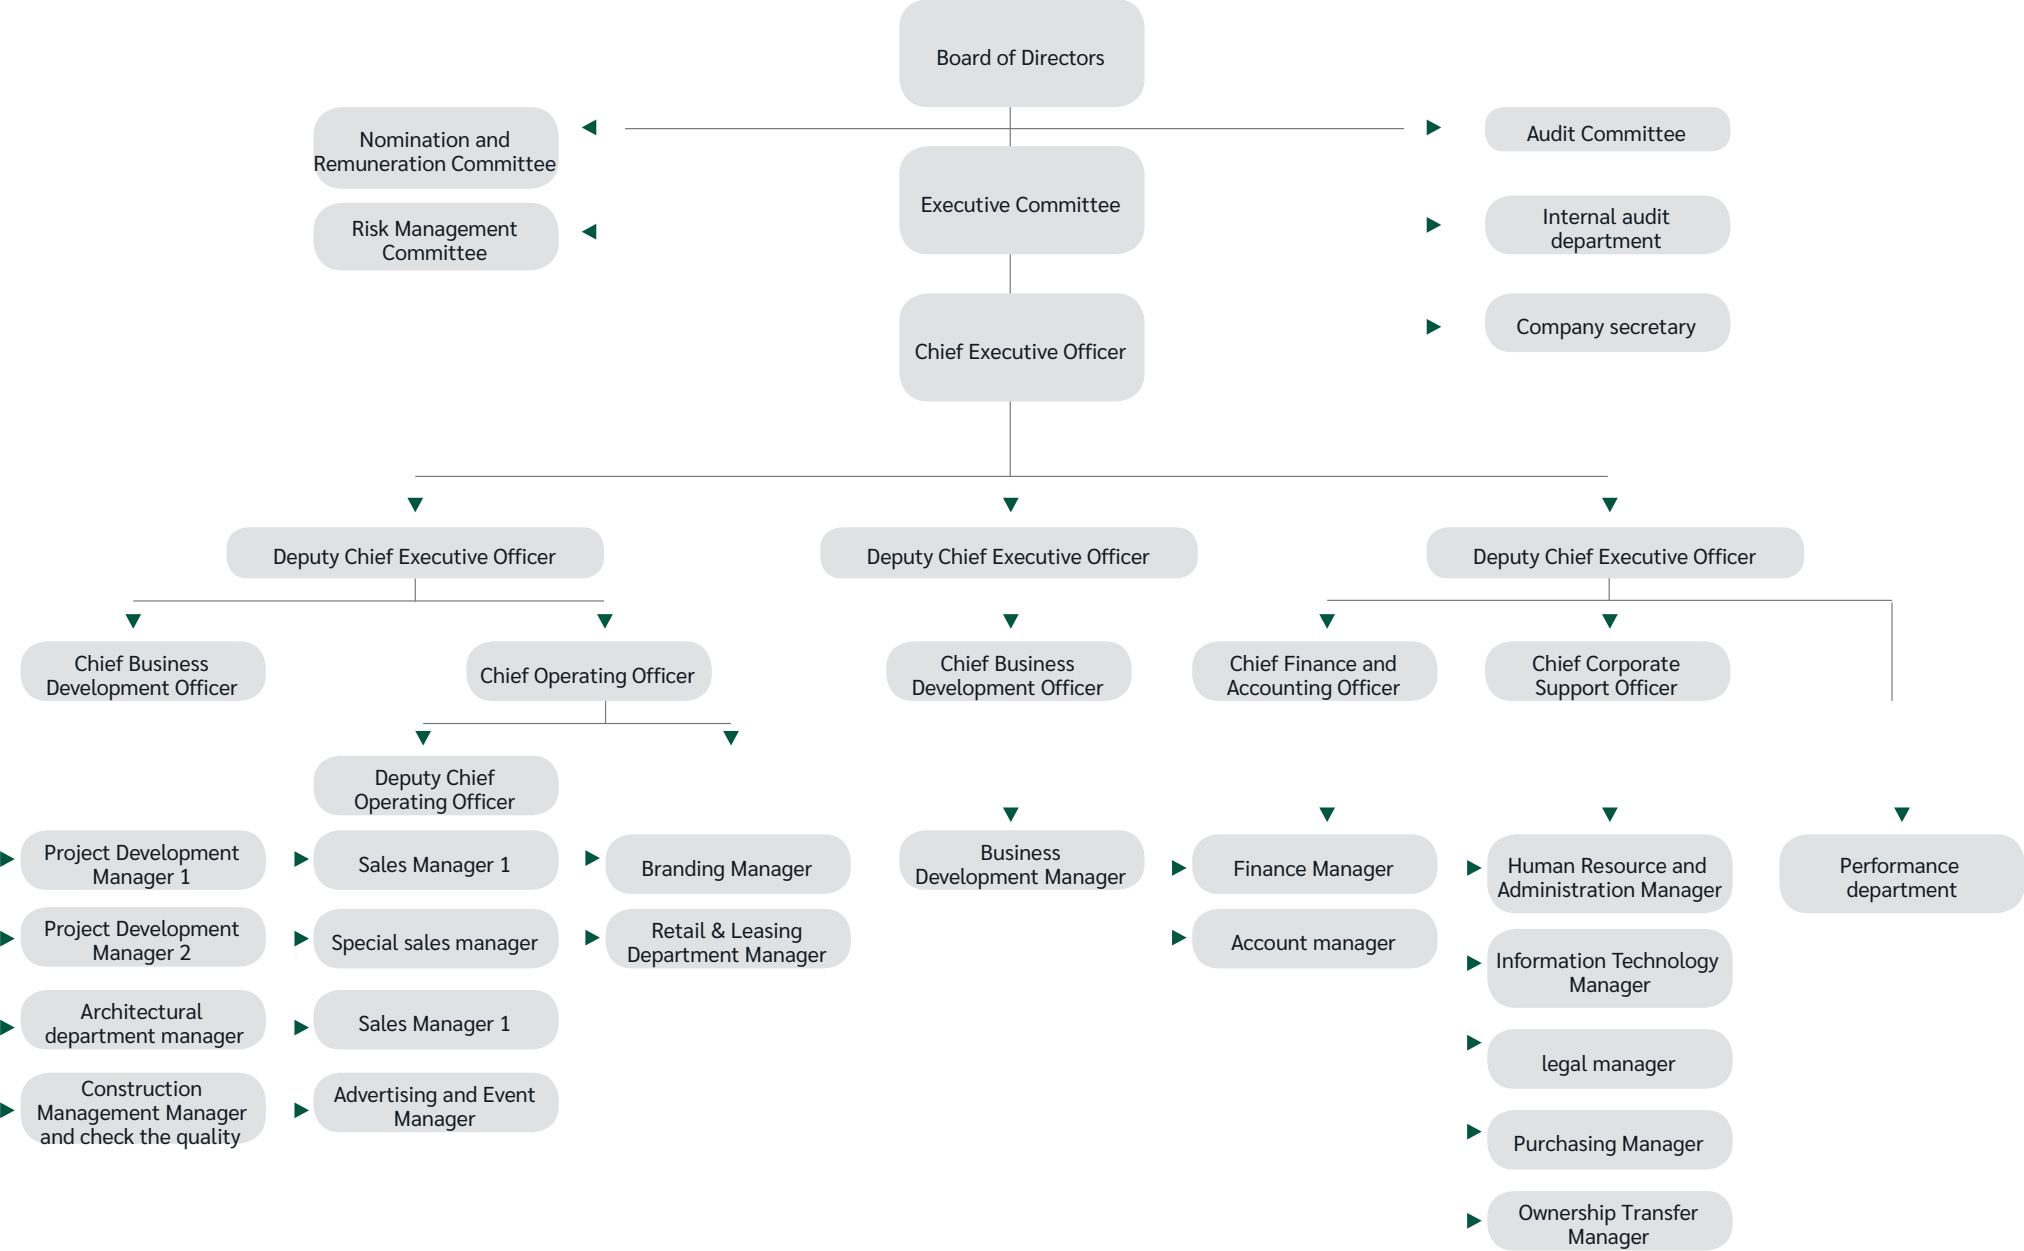 Board of Directors
Nomination and
Remuneration Committee
Audit Committee
Executive Committee
Risk Management
Committee
Internal audit
department
Company secretary
Chief Executive Officer
Deputy Chief Executive Officer
Deputy Chief Executive Officer
Deputy Chief Executive Officer
Chief Business
Development Officer
Chief Operating Officer
Chief Business
Development Officer
Chief Finance and
Accounting Officer
Chief Corporate
Support Officer
Deputy Chief
Operating Officer
Project Development
Manager 1
Sales Manager 1
Branding Manager
Business
Development Manager
Finance Manager
Human Resource and
Administration Manager
Performance
department
Project Development
Manager 2
Special sales manager
Retail & Leasing
Department Manager
Account manager
Information Technology
Manager
Architectural
department manager
Sales Manager 1
legal manager
Construction
Management Manager
and check the quality
Advertising and Event
Manager
Purchasing Manager
Ownership Transfer
Manager